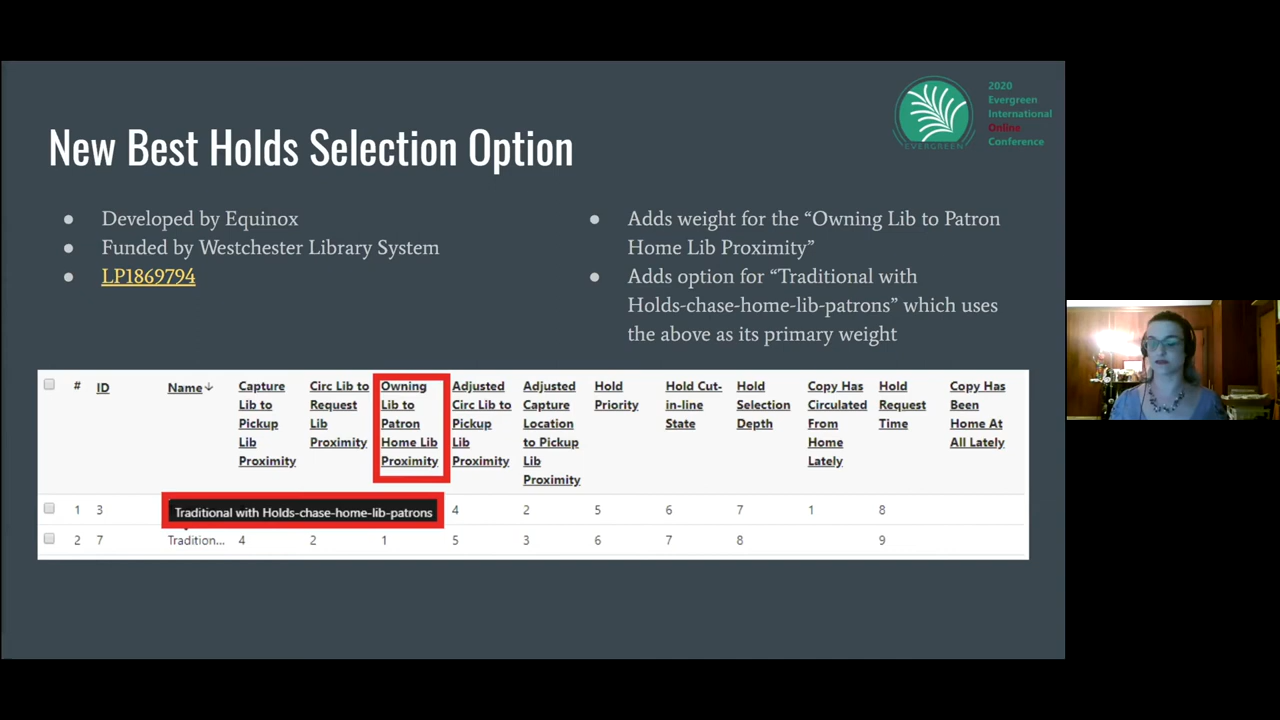 2020
Evergreen
International
Online
Conference
EVERGREEN
New Best Holds Selection Option
● Developed by Equinox
● Funded by Westchester Library System
● LP1869794
● Adds weight for the “Owning Lib to Patron
Home Lib Proximity”
● Adds option for “Traditional with
Holds-chase-home-lib-patrons” which uses
the above as its primary weight
#
ID
Name↓
Capture
Lib to
Pickup
Lib
Proximity
Circ Lib to
Request
Lib
Proximity
Owning
Lib to
Patron
Home Lib
Proximity
Adjusted
Circ Lib to
Pickup
Lib
Proximity
Adjusted
Capture
Location
to Pickup
Lib
Proximity
Hold
Priority
Hold Cut-
in-line
State
Hold
Selection
Depth
Copy Has
Circulated
From
Home
Lately
Hold
Request
Time
Copy Has
Been
Home At
All Lately
1 3 Traditional with Holds-chase-home-lib-patrons 4 2 5 6 7 1 8
2 7 Tradition... 4 2 1 5 3 6 7 8 9